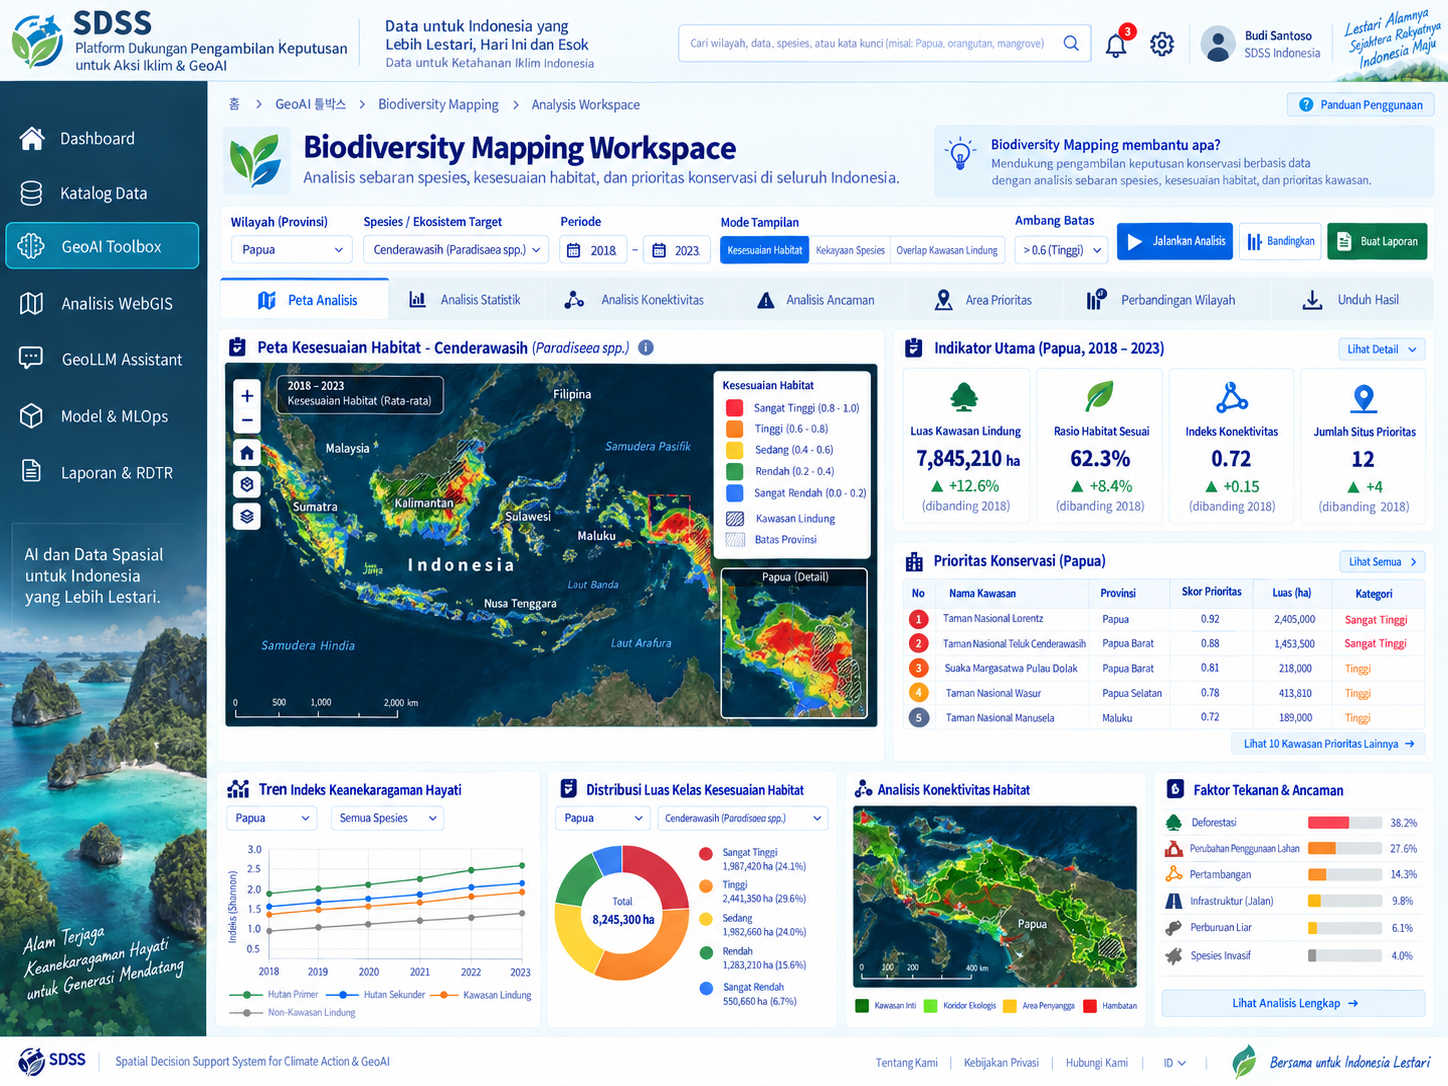 SDSS
Platform Dukungan Pengambilan Keputusan
untuk Aksi Iklim & GeoAI
Data untuk Indonesia yang
Lebih Lestari, Hari Ini dan Esok
Data untuk Ketahanan Iklim Indonesia
Cari wilayah, data, spesies, atau kata kunci (misal: Papua, orangutan, mangrove)
3
Budi Santoso
SDSS Indonesia
Lestari Alamnya
Sejahtera Rakyatnya
Indonesia Maju
Dashboard
Katalog Data
GeoAI Toolbox
Analisis WebGIS
GeoLLM Assistant
Model & MLOps
Laporan & RDTR
AI dan Data Spasial
untuk Indonesia
yang Lebih Lestari.
Alam Terjaga
Keanekaragaman Hayati
untuk Generasi Mendatang
홈 > GeoAI 툴박스 > Biodiversity Mapping > Analysis Workspace
Panduan Penggunaan
Biodiversity Mapping Workspace
Analisis sebaran spesies, kesesuaian habitat, dan prioritas konservasi di seluruh Indonesia.
Biodiversity Mapping membantu apa?
Mendukung pengambilan keputusan konservasi berbasis data
dengan analisis sebaran spesies, kesesuaian habitat, dan prioritas kawasan.
Wilayah (Provinsi)
Papua
Spesies / Ekosistem Target
Cenderawasih (Paradisaea spp.)
Periode
2018 – 2023
Mode Tampilan
Kesesuaian Habitat
Kekayaan Spesies
Overlap Kawasan Lindung
Ambang Batas
> 0.6 (Tinggi)
Jalankan Analisis
Bandingkan
Buat Laporan
Peta Analisis
Analisis Statistik
Analisis Konektivitas
Analisis Ancaman
Area Prioritas
Perbandingan Wilayah
Unduh Hasil
Peta Kesesuaian Habitat - Cenderawasih (Paradiseea spp.)
2018 – 2023
Kesesuaian Habitat (Rata-rata)
+
−
Filipina
Malaysia
Samudera Pasifik
Sumatra
Kalimantan
Sulawesi
Maluku
Indonesia
Laut Banda
Nusa Tenggara
Samudera Hindia
Laut Arafura
0 500 1,000 2,000 km
Kesesuaian Habitat
Sangat Tinggi (0.8 - 1.0)
Tinggi (0.6 - 0.8)
Sedang (0.4 - 0.6)
Rendah (0.2 - 0.4)
Sangat Rendah (0.0 - 0.2)
Kawasan Lindung
Batas Provinsi
Papua (Detail)
Indikator Utama (Papua, 2018 – 2023)
Lihat Detail
Luas Kawasan Lindung
7,845,210 ha
▲ +12.6%
(dibanding 2018)
Rasio Habitat Sesuai
62.3%
▲ +8.4%
(dibanding 2018)
Indeks Konektivitas
0.72
▲ +0.15
(dibanding 2018)
Jumlah Situs Prioritas
12
▲ +4
(dibanding 2018)
Prioritas Konservasi (Papua)
Lihat Semua >
No Nama Kawasan Provinsi Skor Prioritas Luas (ha) Kategori
1 Taman Nasional Lorentz Papua 0.92 2,405,000 Sangat Tinggi
2 Taman Nasional Teluk Cenderawasih Papua Barat 0.88 1,453,500 Sangat Tinggi
3 Suaka Margasatwa Pulau Dolak Papua Barat 0.81 218,000 Tinggi
4 Taman Nasional Wasur Papua Selatan 0.78 413,810 Tinggi
5 Taman Nasional Manusela Maluku 0.72 189,000 Tinggi
Lihat 10 Kawasan Prioritas Lainnya →
Tren Indeks Keanekaragaman Hayati
Papua
Semua Spesies
Indeks (Shannon)
3.0
2.5
2.0
1.5
1.0
0.5
2018 2019 2020 2021 2022 2023
Hutan Primer
Hutan Sekunder
Kawasan Lindung
Non-Kawasan Lindung
Distribusi Luas Kelas Kesesuaian Habitat
Papua
Cenderawasih (Paradisaea spp.)
Total
8,245,300 ha
Sangat Tinggi
1,987,420 ha (24.1%)
Tinggi
2,441,350 ha (29.6%)
Sedang
1,982,660 ha (24.0%)
Rendah
1,283,210 ha (15.6%)
Sangat Rendah
550,660 ha (6.7%)
Analisis Konektivitas Habitat
Papua
0 100 200 400 km
Kawasan Inti
Koridor Ekologis
Area Penyangga
Hambatan
Faktor Tekanan & Ancaman
Deforestasi 38.2%
Perubahan Penggunaan Lahan 27.6%
Pertambangan 14.3%
Infrastruktur (Jalan) 9.8%
Perburuan Liar 6.1%
Spesies Invasif 4.0%
Lihat Analisis Lengkap →
SDSS
Spatial Decision Support System for Climate Action & GeoAI
Tentang Kami | Kebijakan Privasi | Hubungi Kami | ID
Bersama untuk Indonesia Lestari